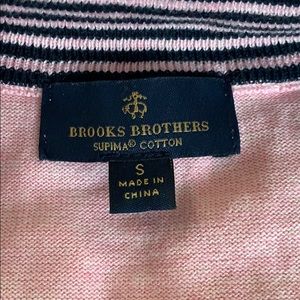 BROOKS BROTHERS
SUPIMA® COTTON
S
MADE IN
CHINA